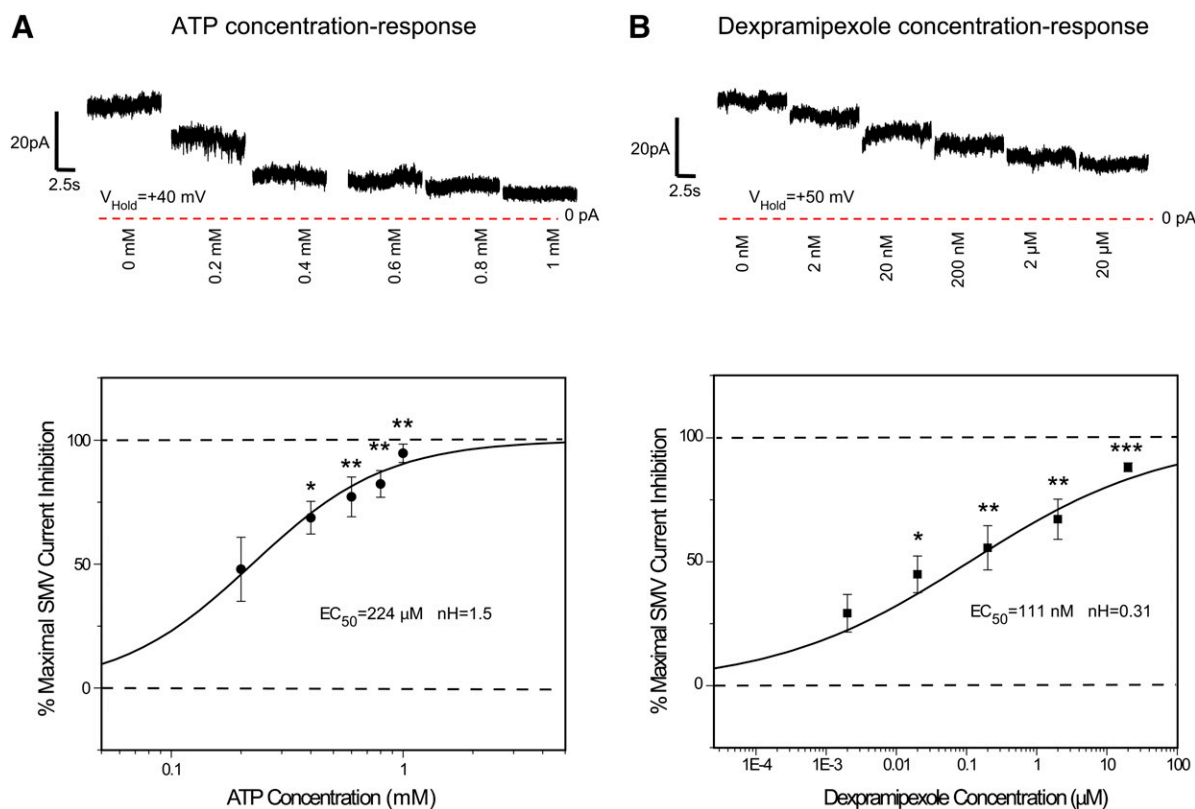 A
ATP concentration-response
20pA
2.5s
V_Hold=+40 mV
0 pA
0 mM
0.2 mM
0.4 mM
0.6 mM
0.8 mM
1 mM
% Maximal SMV Current Inhibition
100
50
0
*
**
**
**
EC50=224 µM nH=1.5
0.1
1
ATP Concentration (mM)
B
Dexpramipexole concentration-response
20pA
2.5s
V_Hold=+50 mV
0 pA
0 nM
2 nM
20 nM
200 nM
2 µM
20 µM
% Maximal SMV Current Inhibition
100
50
0
*
**
**
***
EC50=111 nM nH=0.31
1E-4
1E-3
0.01
0.1
1
10
100
Dexpramipexole Concentration (µM)